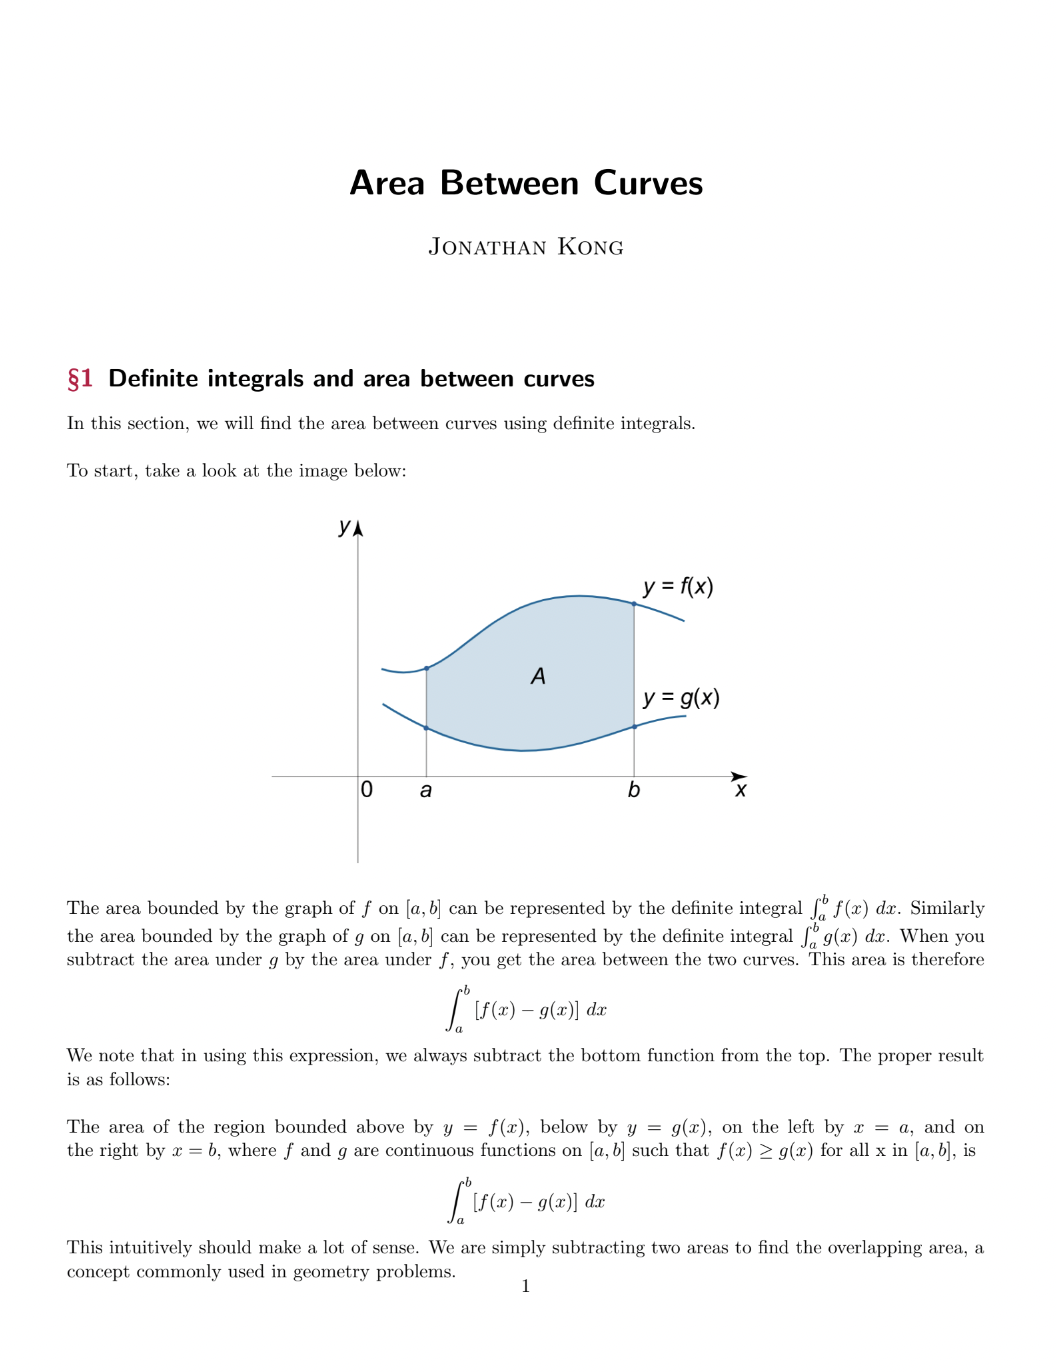 Area Between Curves
Jonathan Kong
§1 Definite integrals and area between curves
In this section, we will find the area between curves using definite integrals.
To start, take a look at the image below:
y
y = f(x)
A
y = g(x)
0 a b x
The area bounded by the graph of f on [a, b] can be represented by the definite integral ∫_a^b f(x) dx. Similarly
the area bounded by the graph of g on [a, b] can be represented by the definite integral ∫_a^b g(x) dx. When you
subtract the area under g by the area under f, you get the area between the two curves. This area is therefore
∫_a^b [f(x) − g(x)] dx
We note that in using this expression, we always subtract the bottom function from the top. The proper result
is as follows:
The area of the region bounded above by y = f(x), below by y = g(x), on the left by x = a, and on
the right by x = b, where f and g are continuous functions on [a, b] such that f(x) ≥ g(x) for all x in [a, b], is
∫_a^b [f(x) − g(x)] dx
This intuitively should make a lot of sense. We are simply subtracting two areas to find the overlapping area, a
concept commonly used in geometry problems.
1